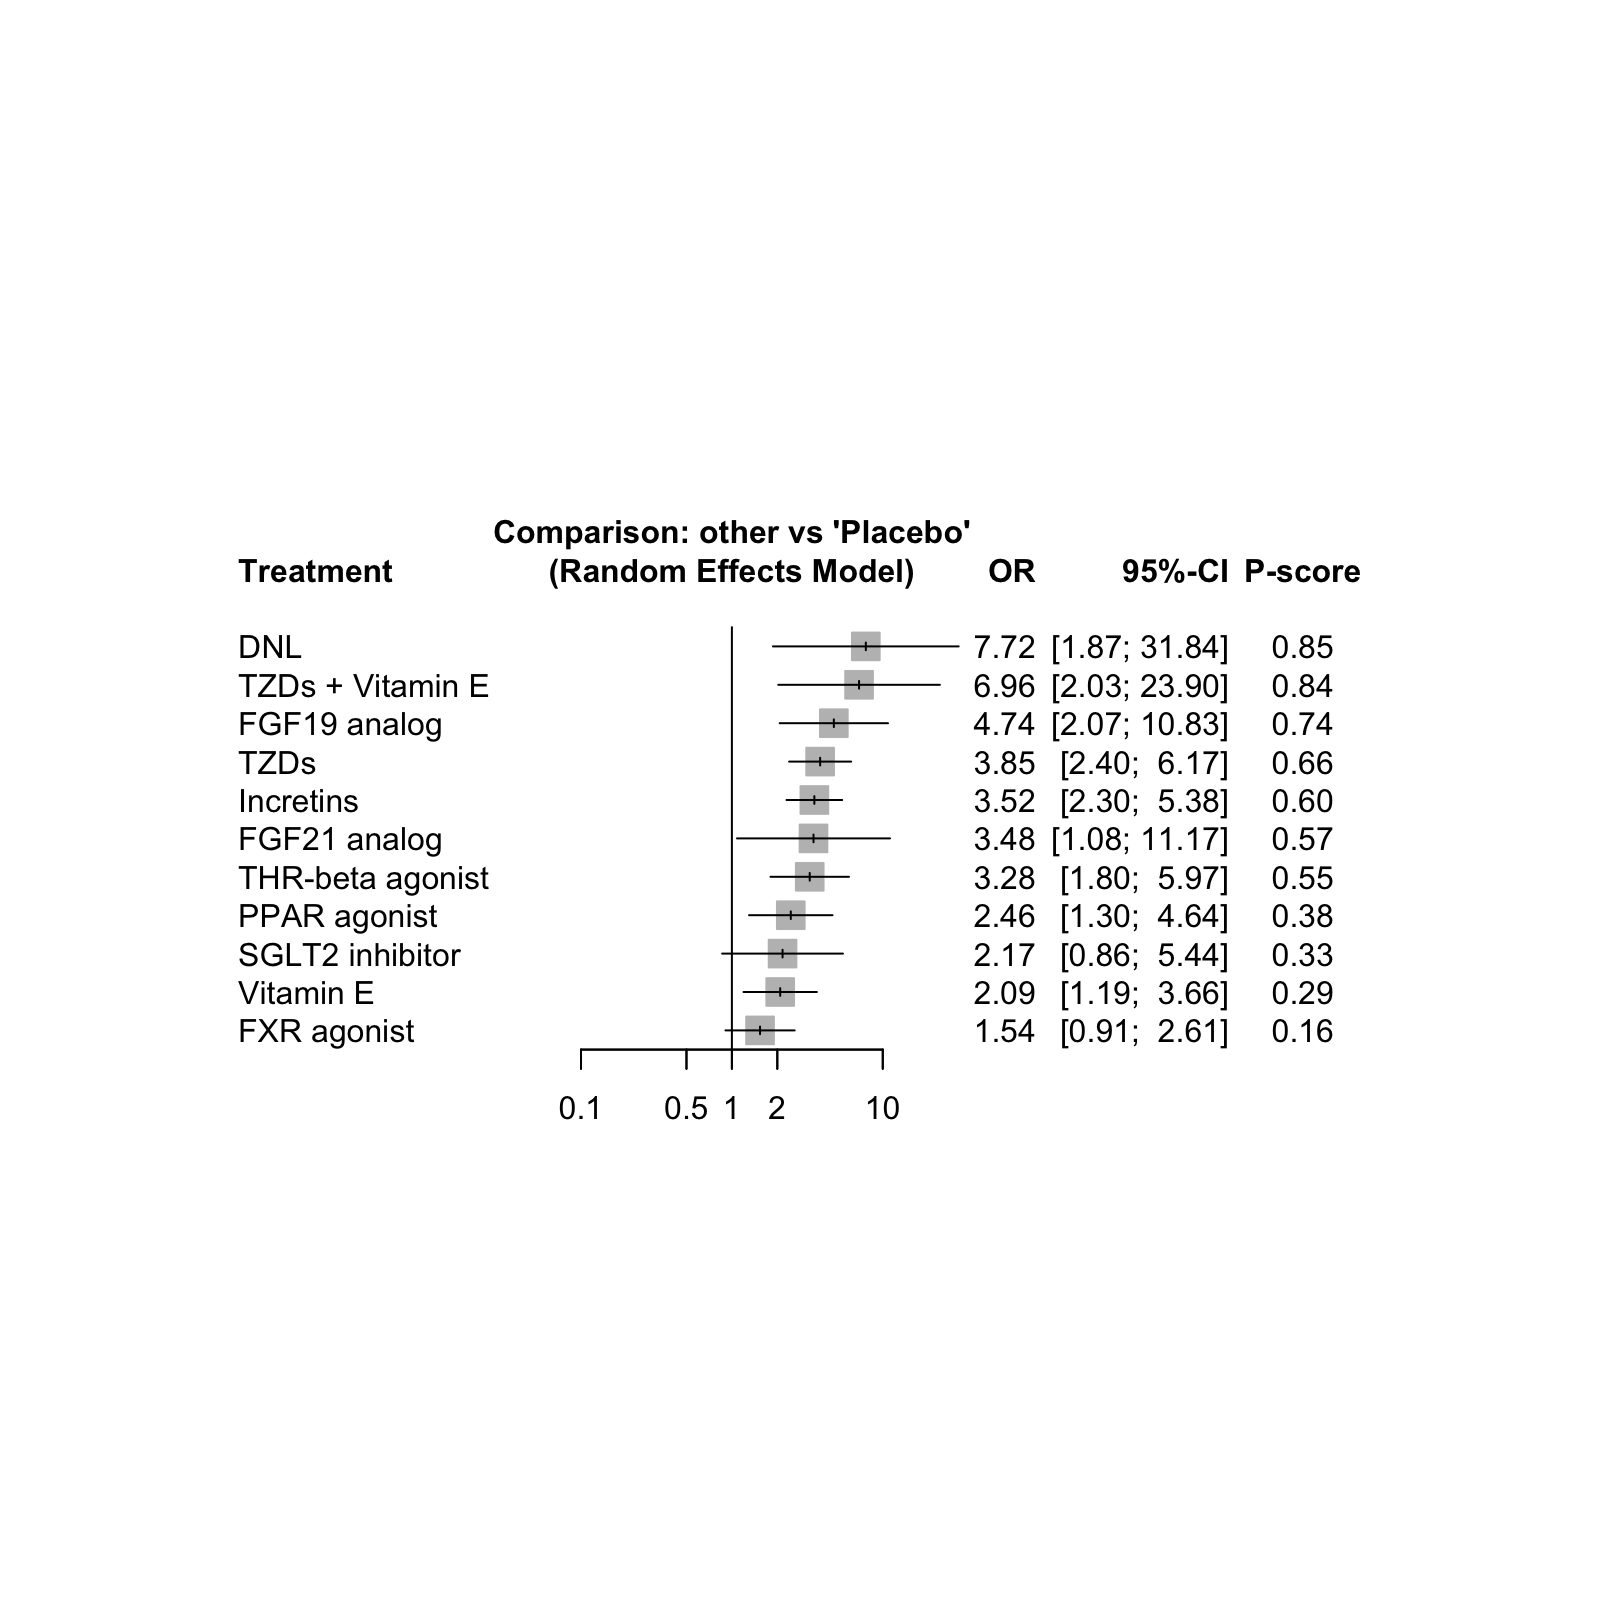 Comparison: other vs 'Placebo'
Treatment (Random Effects Model) OR 95%-CI P-score
DNL 7.72 [1.87; 31.84] 0.85
TZDs + Vitamin E 6.96 [2.03; 23.90] 0.84
FGF19 analog 4.74 [2.07; 10.83] 0.74
TZDs 3.85 [2.40; 6.17] 0.66
Incretins 3.52 [2.30; 5.38] 0.60
FGF21 analog 3.48 [1.08; 11.17] 0.57
THR-beta agonist 3.28 [1.80; 5.97] 0.55
PPAR agonist 2.46 [1.30; 4.64] 0.38
SGLT2 inhibitor 2.17 [0.86; 5.44] 0.33
Vitamin E 2.09 [1.19; 3.66] 0.29
FXR agonist 1.54 [0.91; 2.61] 0.16
0.1 0.5 1 2 10